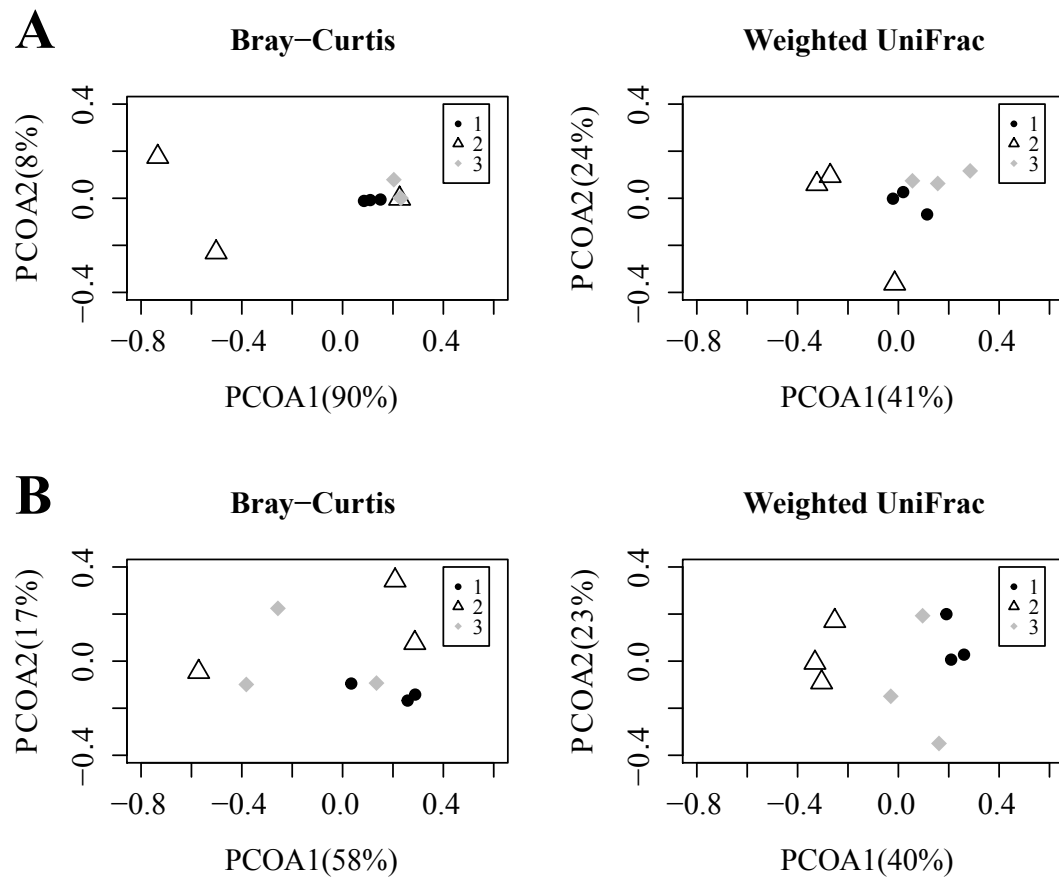 A
Bray−Curtis
PCOA2(8%)
0.4
0.0
−0.4
1
2
3
−0.8
−0.4
0.0
0.4
PCOA1(90%)
Weighted UniFrac
PCOA2(24%)
0.4
0.0
−0.4
1
2
3
−0.8
−0.4
0.0
0.4
PCOA1(41%)
B
Bray−Curtis
PCOA2(17%)
0.4
0.0
−0.4
1
2
3
−0.8
−0.4
0.0
0.4
PCOA1(58%)
Weighted UniFrac
PCOA2(23%)
0.4
0.0
−0.4
1
2
3
−0.8
−0.4
0.0
0.4
PCOA1(40%)